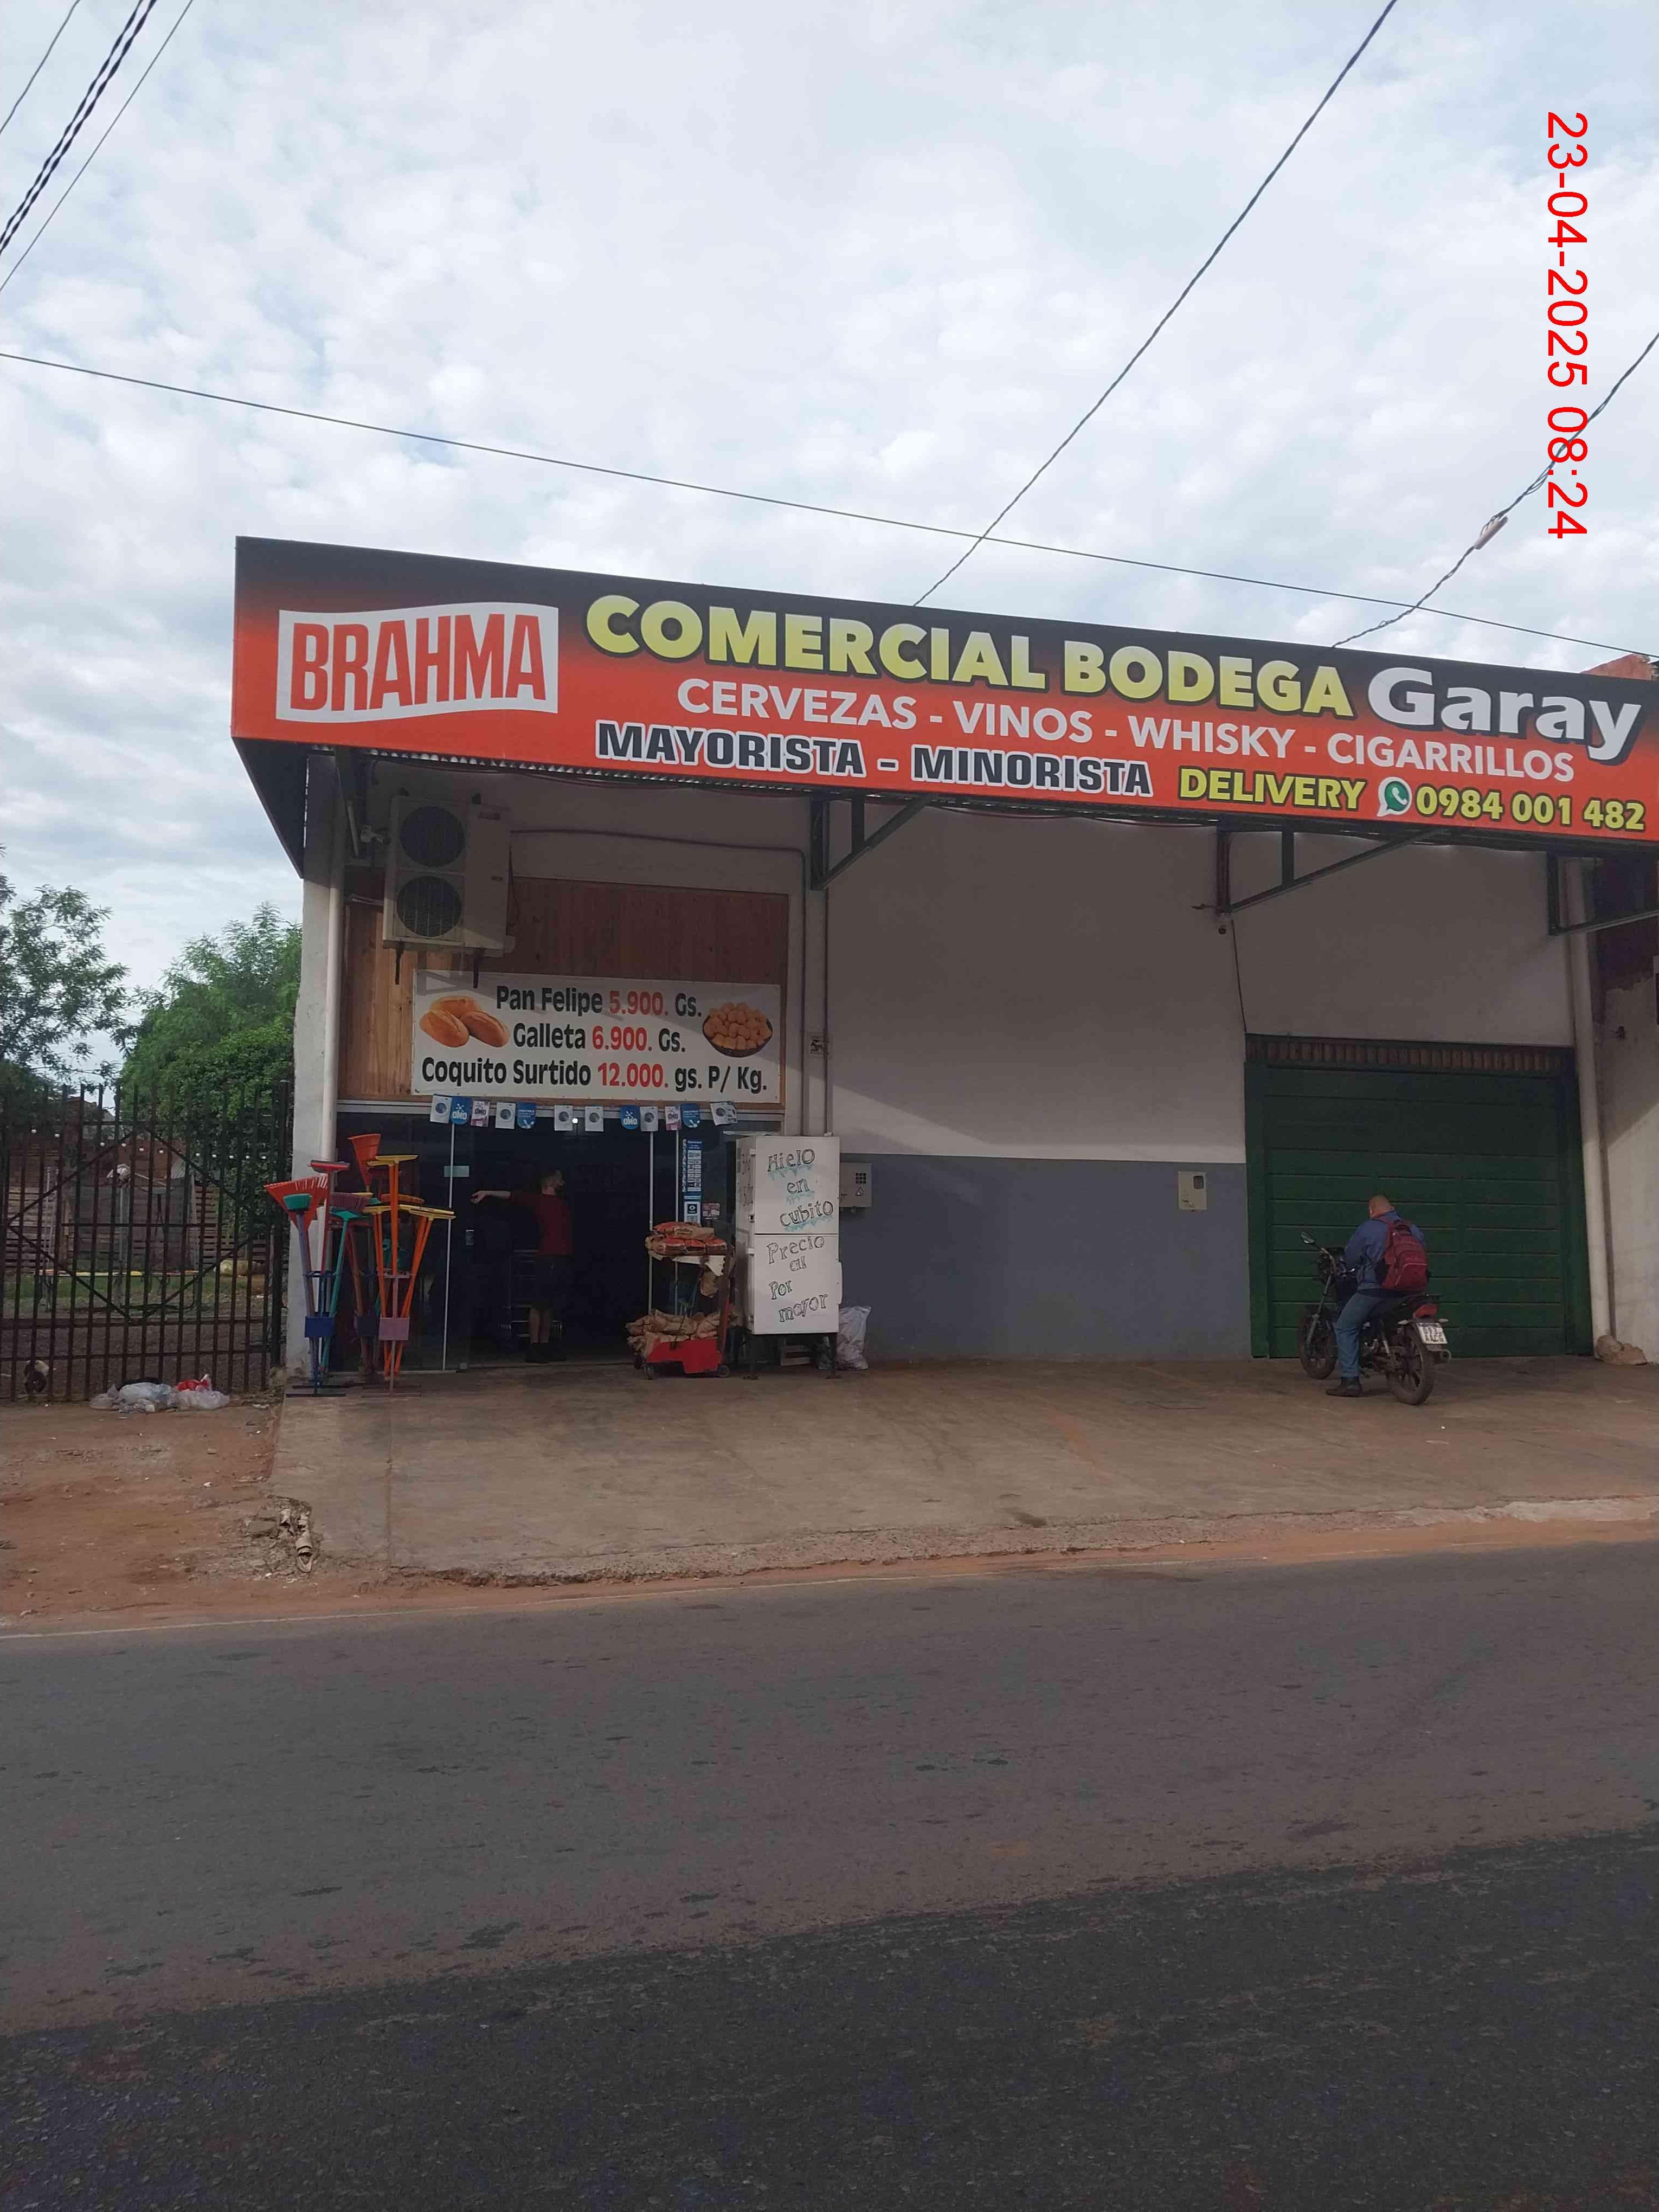 23-04-2025 08:24
BRAHMA
COMERCIAL BODEGA Garay
CERVEZAS - VINOS - WHISKY - CIGARRILLOS
MAYORISTA - MINORISTA DELIVERY 0984 001 482
Pan Felipe 5.900. Gs.
Galleta 6.900. Gs.
Coquito Surtido 12.000. gs. P/ Kg.
Hielo
en
cubito
Precio
al
Por
mayor